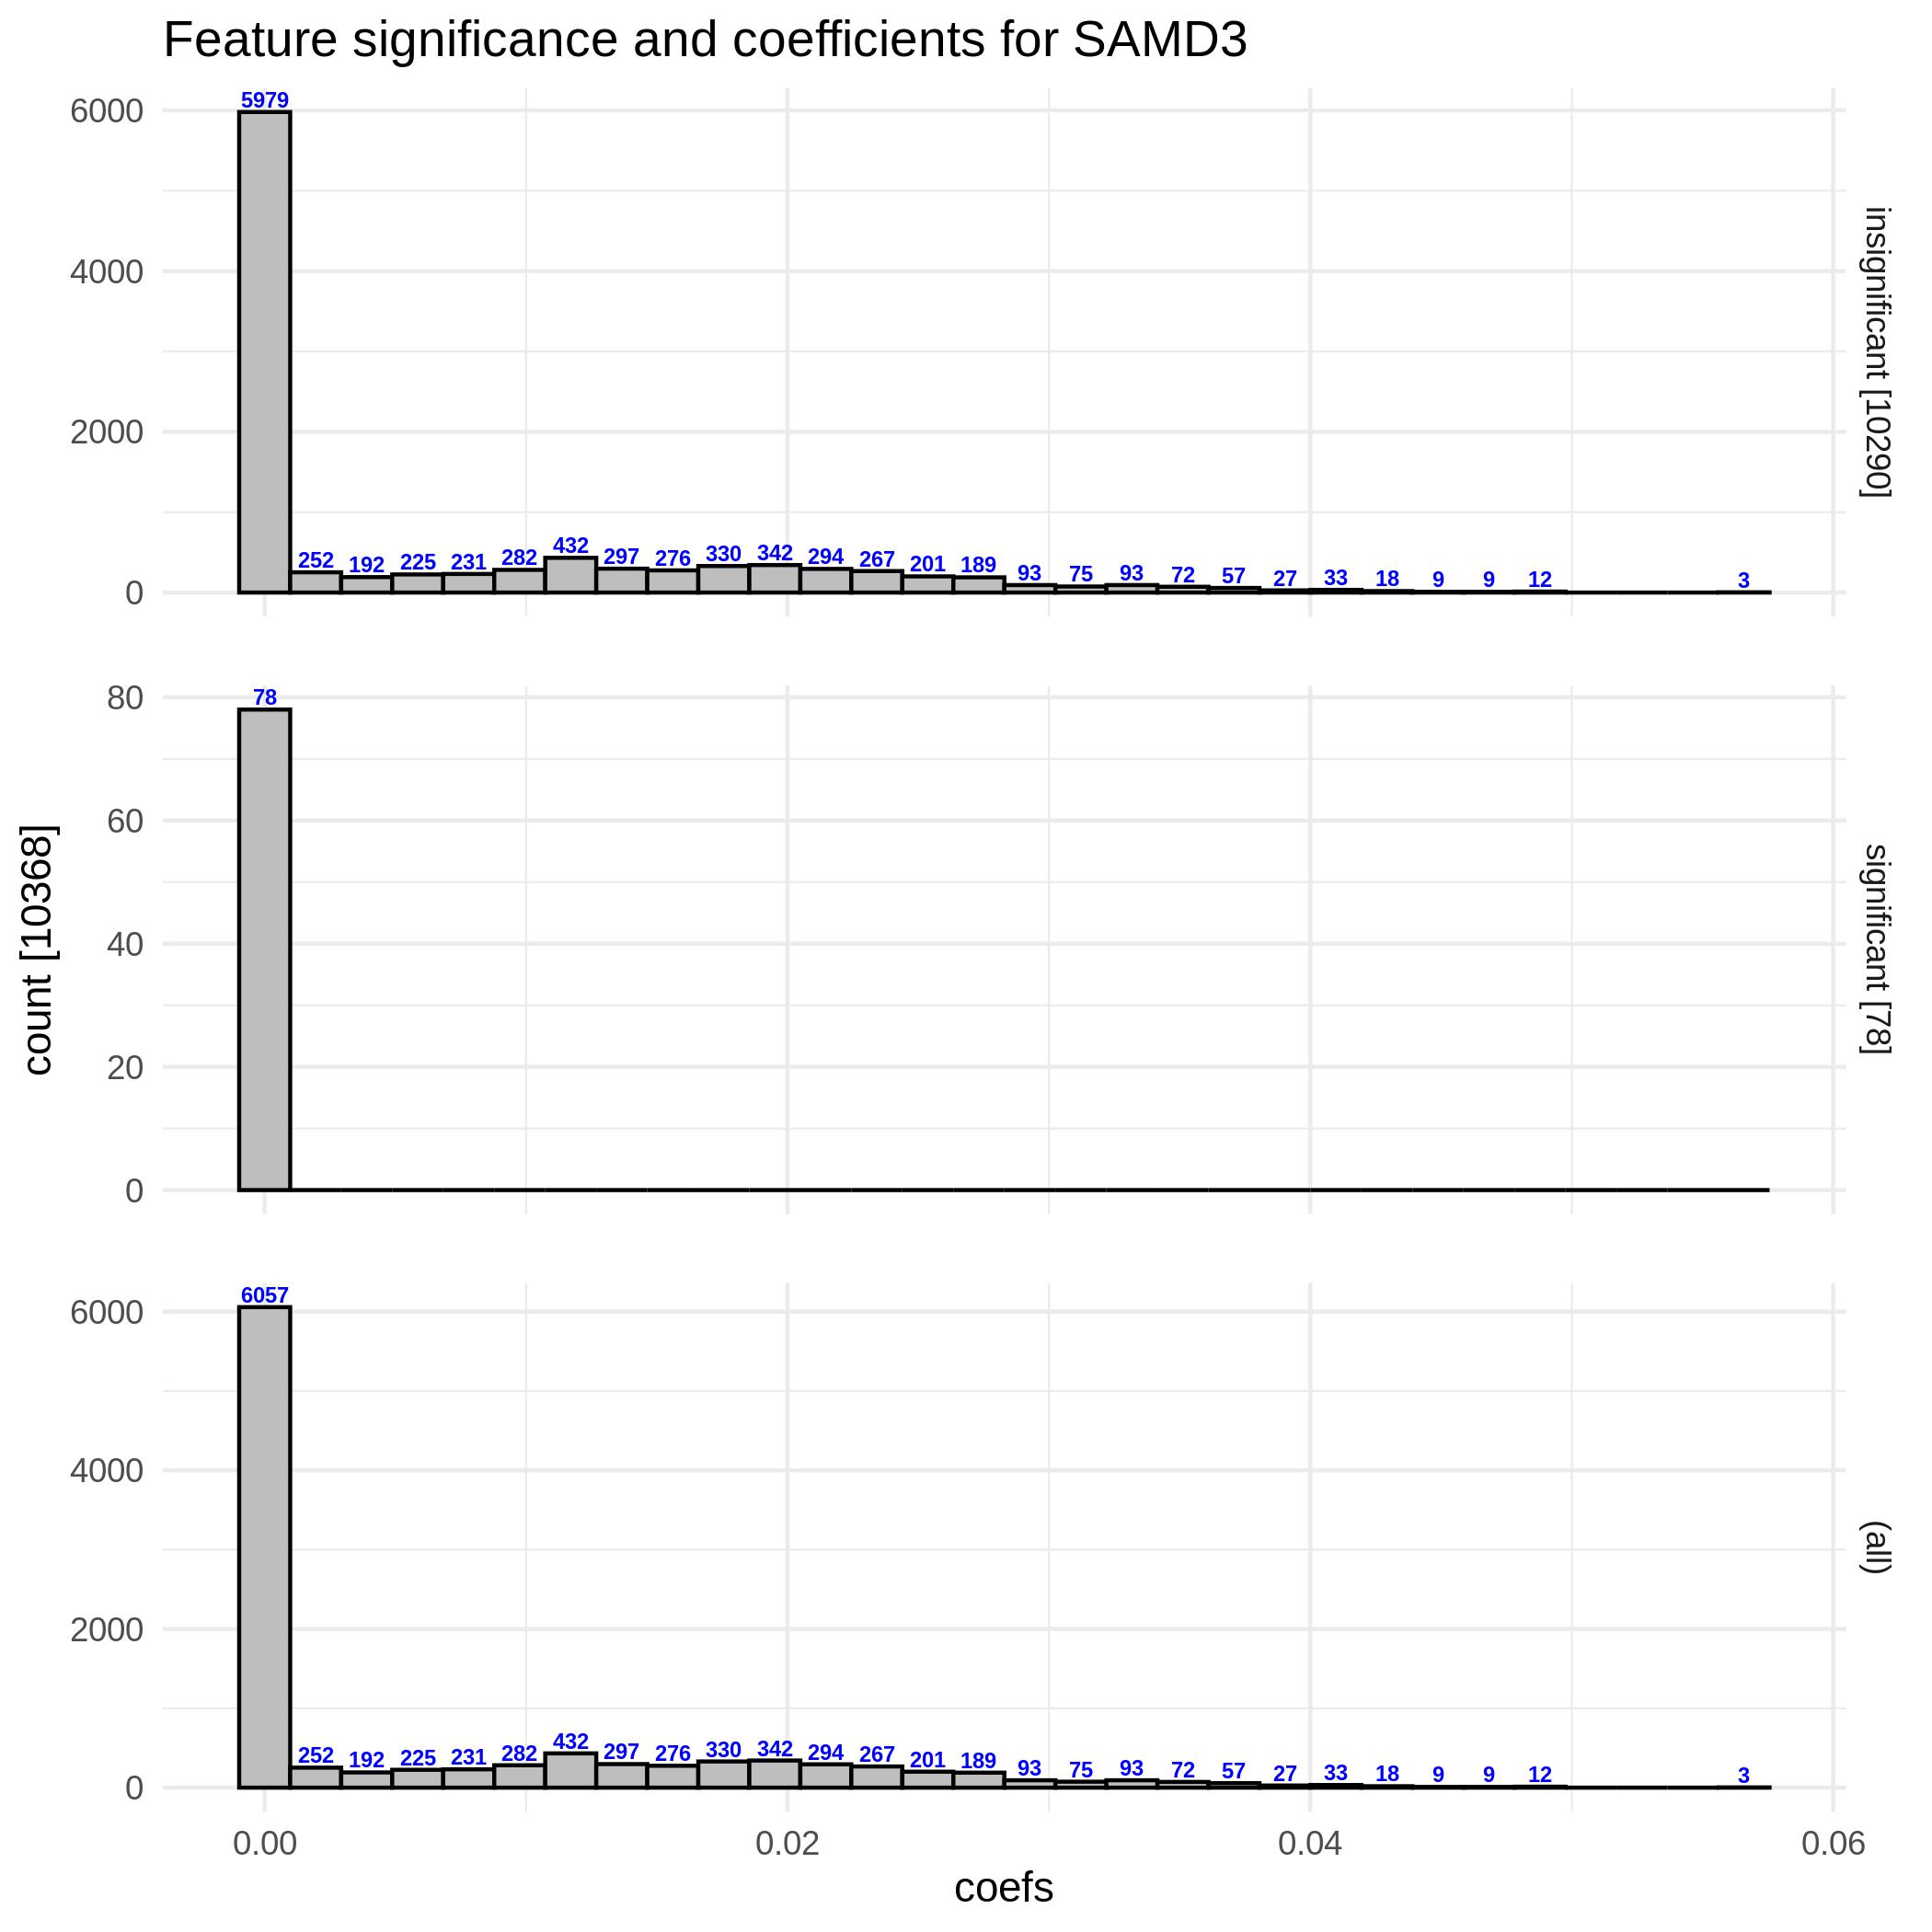 Feature significance and coefficients for SAMD3
6000
4000
2000
0
5979
252 192 225 231 282 432 297 276 330 342 294 267 201 189 93 75 93 72 57 27 33 18 9 9 12 3
insignificant [10290]
80
60
40
20
0
78
significant [78]
count [10368]
6000
4000
2000
0
6057
252 192 225 231 282 432 297 276 330 342 294 267 201 189 93 75 93 72 57 27 33 18 9 9 12 3
(all)
0.00 0.02 0.04 0.06
coefs